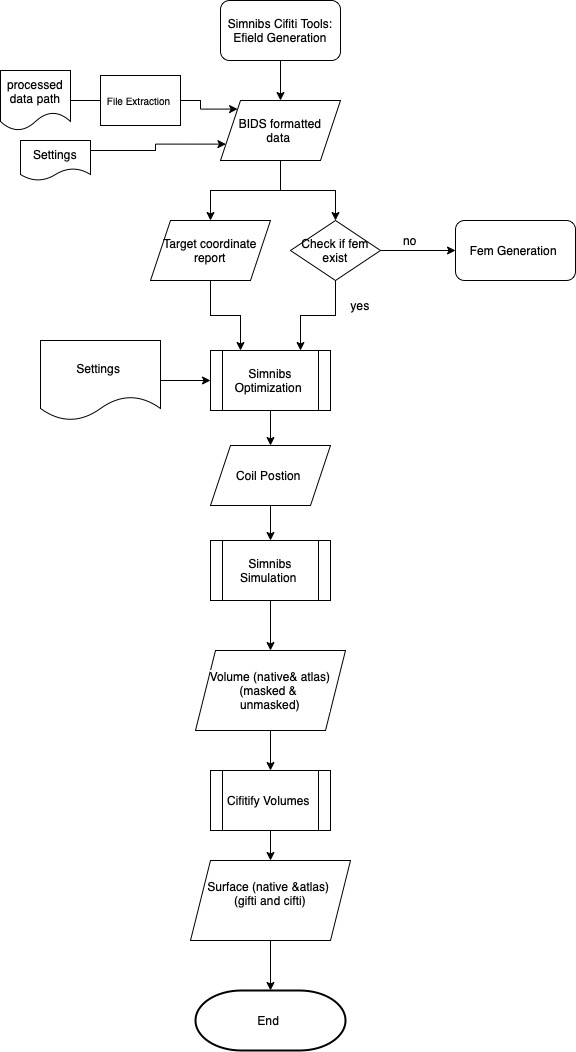 Simnibs Cifiti Tools:
Efield Generation
processed
data path
File Extraction
BIDS formatted
data
Settings
Target coordinate
report
Check if fem
exist
no
Fem Generation
yes
Settings
Simnibs
Optimization
Coil Postion
Simnibs
Simulation
Volume (native& atlas)
(masked &
unmasked)
Cifitify Volumes
Surface (native &atlas)
(gifti and cifti)
End